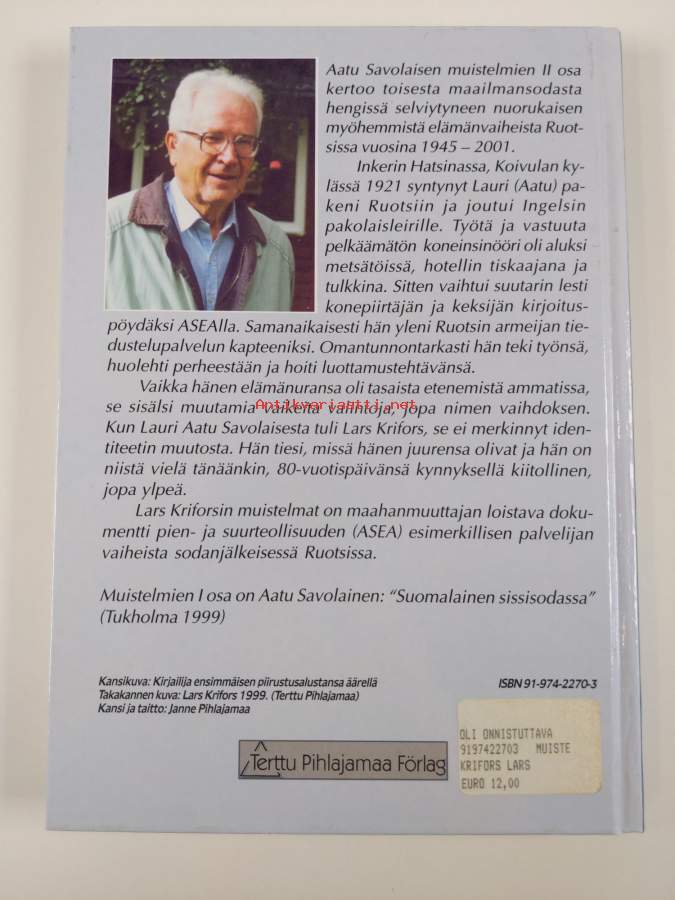 Aatu Savolaisen muistelmien II osa
kertoo toisesta maailmansodasta
hengissä selviytyneen nuorukaisen
myöhemmistä elämänvaiheista Ruot-
sissa vuosina 1945 – 2001.
Inkerin Hatsinassa, Koivulan ky-
lässä 1921 syntynyt Lauri (Aatu) pa-
keni Ruotsiin ja joutui Ingelsin
pakolaisleirille. Työtä ja vastuuta
pelkäämätön koneinsinööri oli aluksi
metsätöissä, hotellin tiskaajana ja
tulkkina. Sitten vaihtui suutarin lesti
konepiirtäjän ja keksijän kirjoitus-
pöydäksi ASEAlla. Samanaikaisesti hän yleni Ruotsin armeijan tie-
dustelupalvelun kapteeniksi. Omantunnontarkasti hän teki työnsä,
huolehti perheestään ja hoiti luottamustehtävänsä.
Vaikka hänen elämänuransa oli tasaista etenemistä ammatissa,
se sisälsi muutamia vaikeita valintoja, jopa nimen vaihdoksen.
Antikvariaatti.net
Kun Lauri Aatu Savolaisesta tuli Lars Krifors, se ei merkinnyt iden-
titeetin muutosta. Hän tiesi, missä hänen juurensa olivat ja hän on
niistä vielä tänäänkin, 80-vuotispäivänsä kynnyksellä kiitollinen,
jopa ylpeä.
Lars Kriforsin muistelmat on maahanmuuttajan loistava doku-
mentti pien- ja suurteollisuuden (ASEA) esimerkillisen palvelijan
vaiheista sodanjälkeisessä Ruotsissa.
Muistelmien I osa on Aatu Savolainen: “Suomalainen sissisodassa”
(Tukholma 1999)
Kansikuva: Kirjailija ensimmäisen piirustusalustansa äärellä
Takakannen kuva: Lars Krifors 1999. (Terttu Pihlajamaa)
Kansi ja taitto: Janne Pihlajamaa
ISBN 91-974-2270-3
Terttu Pihlajamaa Förlag
OLI ONNISTUTTAVA
9197422703 MUISTE
KRIFORS LARS
EURO 12,00